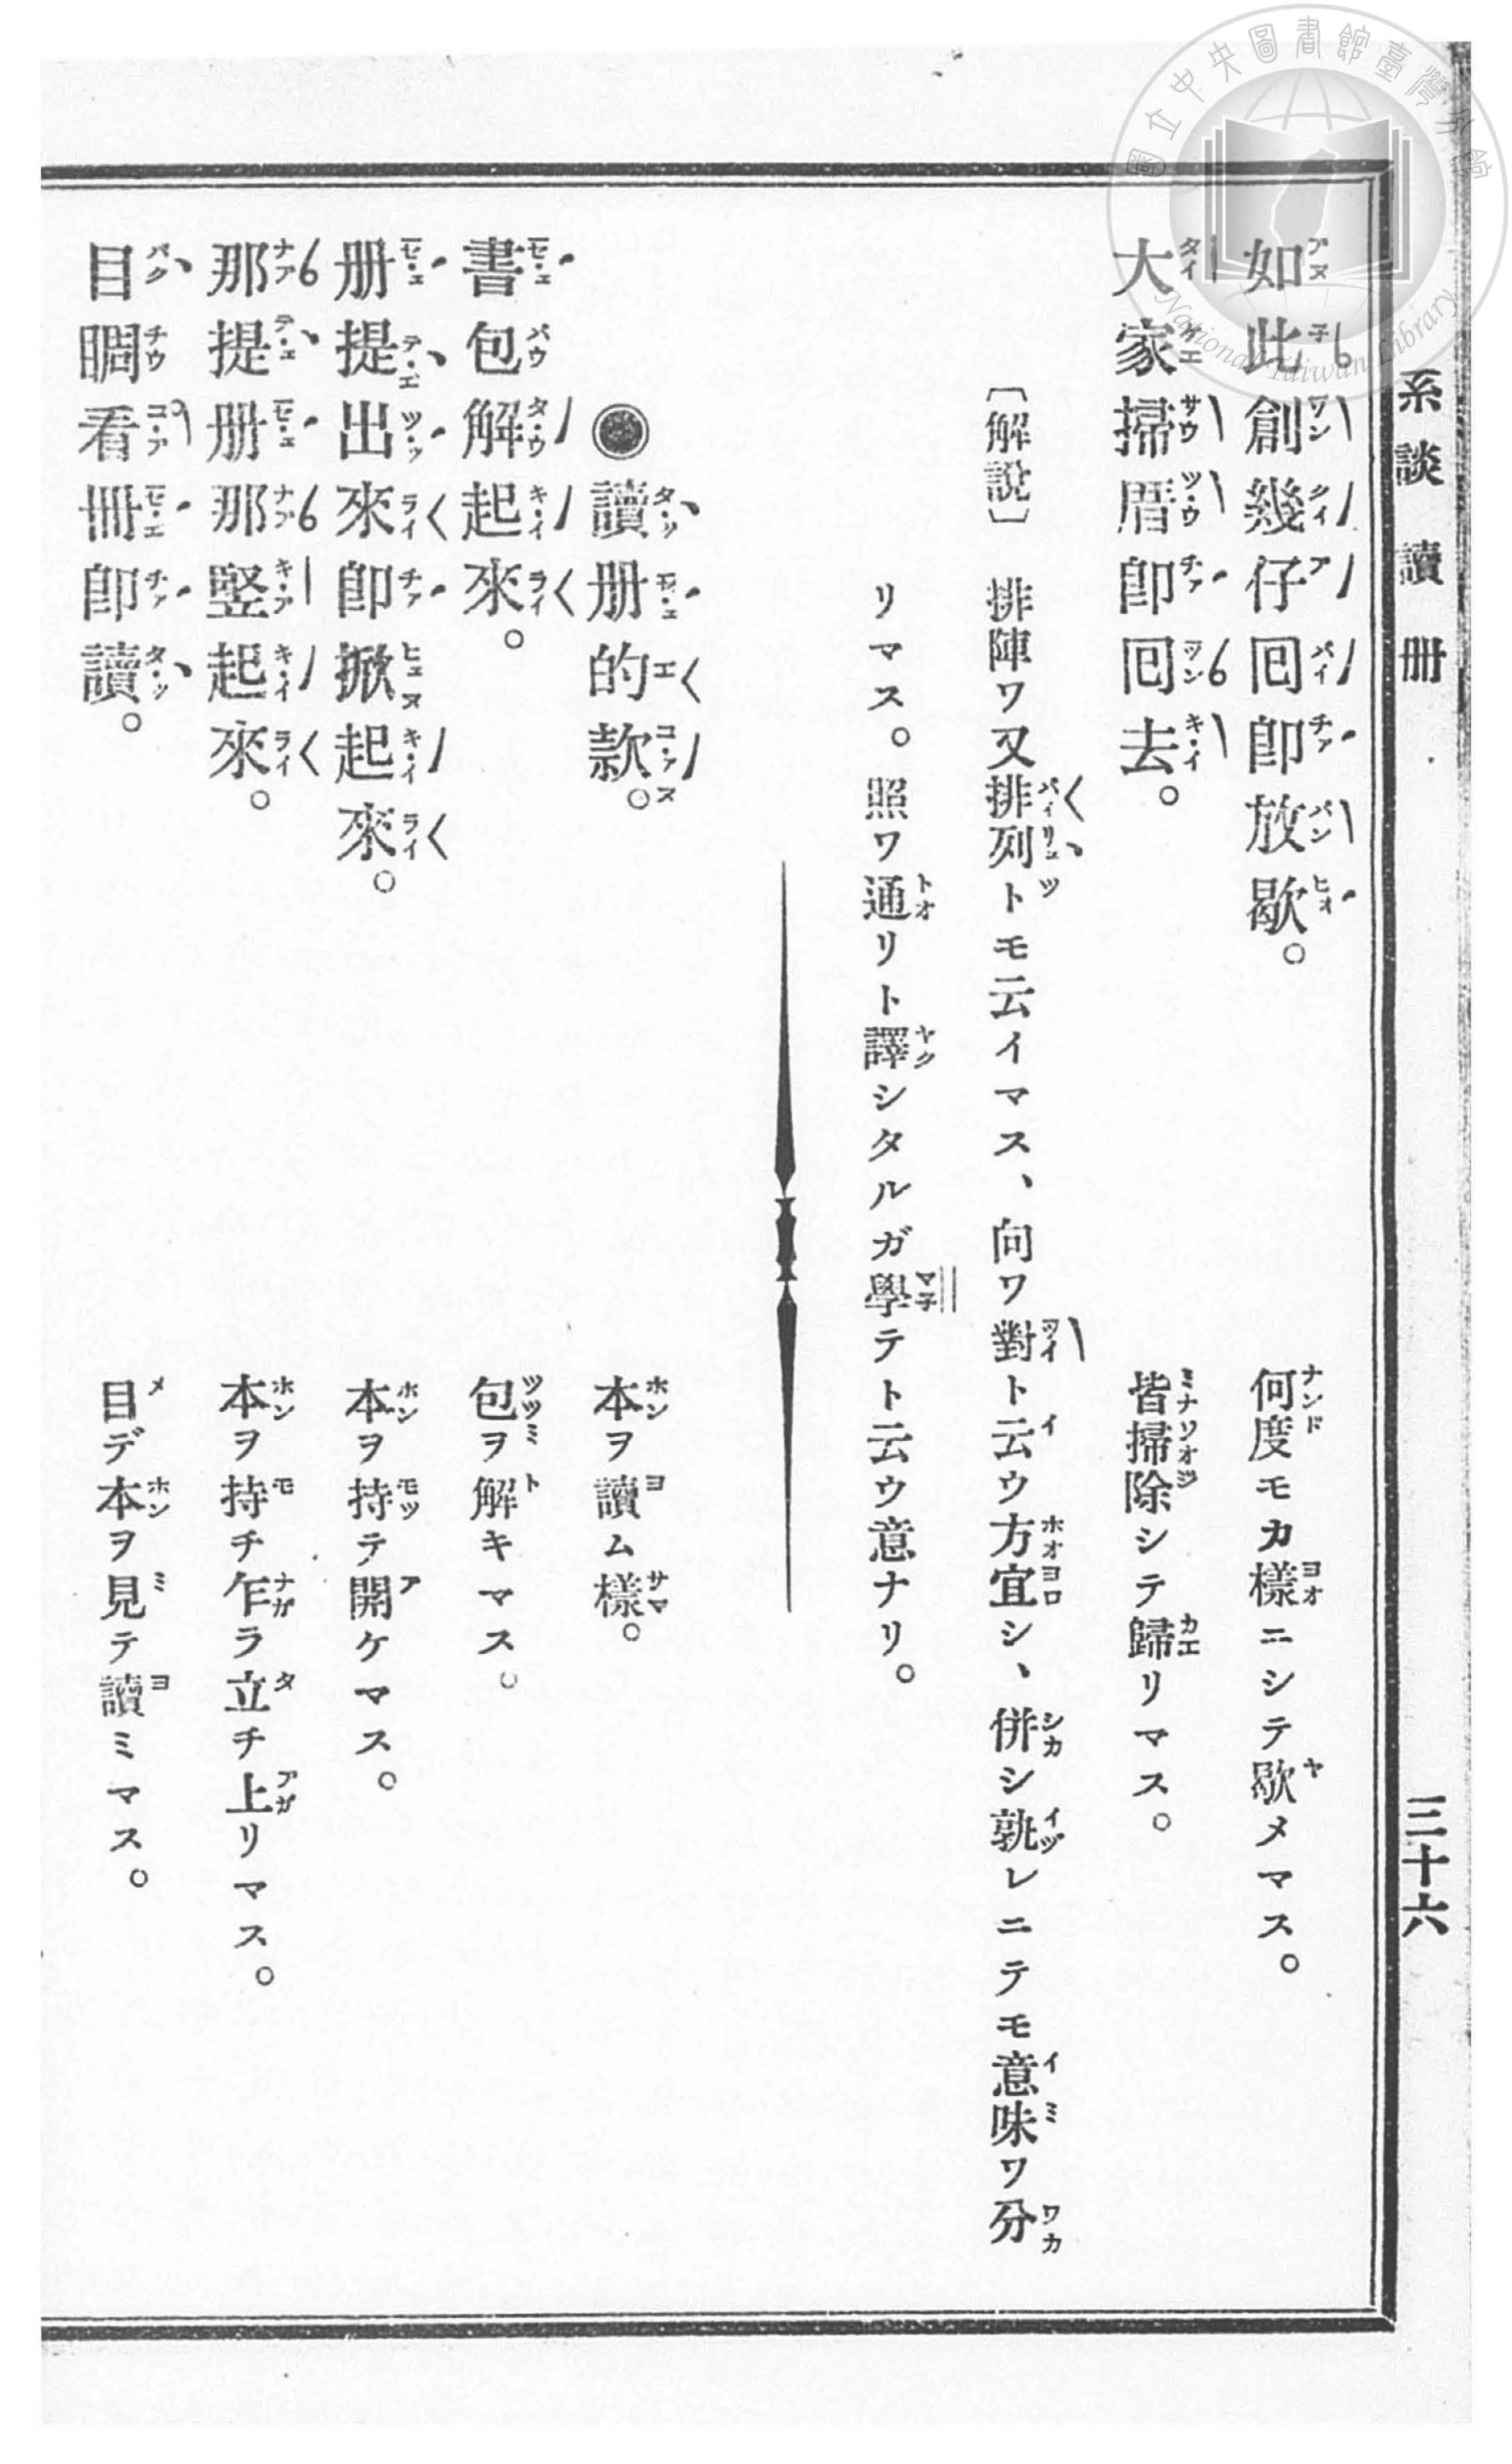 系談 讀冊 三十六
如此創幾仔回卽放歇。 何度モカ樣ニシテ歇メマス。
大家掃厝卽回去。 皆掃除シテ歸リマス。
〔解說〕 排陣ワ又排列トモ云イマス、向ワ對ト云ウ方宜シ、併シ孰レニテモ意味ワ分
リマス。照ワ通リト譯シタルガ學テト云ウ意ナリ。
◉讀册的款。 本ヲ讀ム樣。
書包解起來。 包ヲ解キマス。
册提出來卽掀起來。 本ヲ持テ開ケマス。
那提册那竪起來。 本ヲ持チ乍ラ立チ上リマス。
目睭看冊卽讀。 目デ本ヲ見テ讀ミマス。
國立中央圖書館臺灣分館
National Taiwan Library